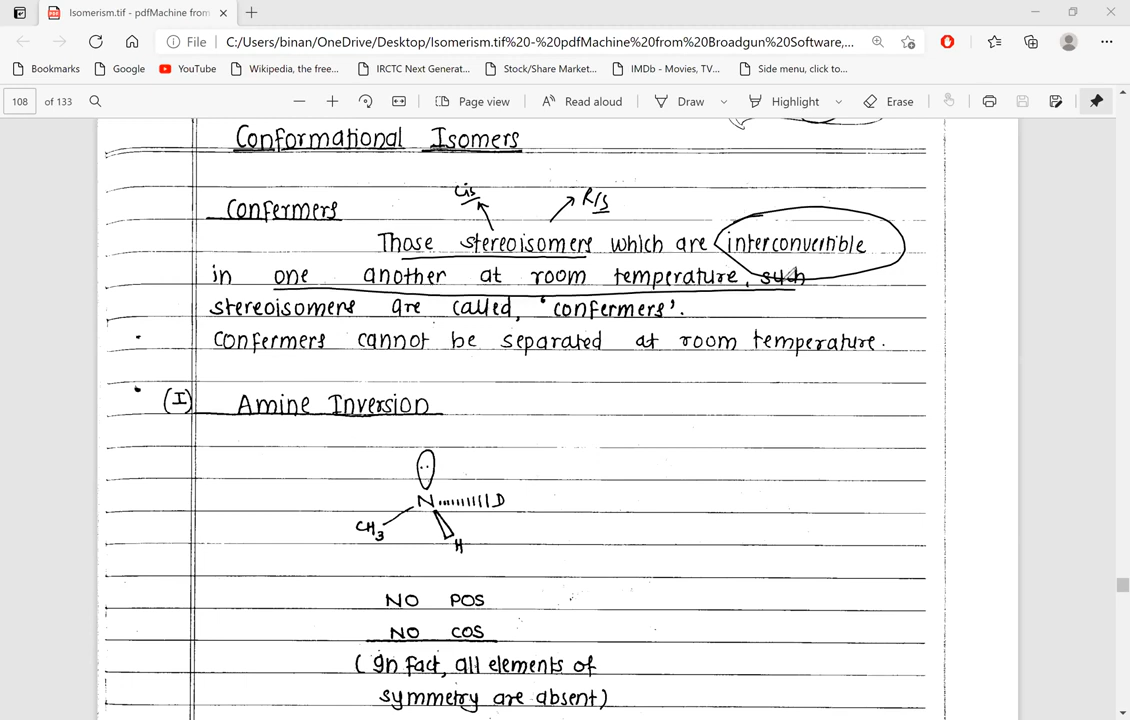 Isomerism.tif - pdfMachine from
File C:/Users/binan/OneDrive/Desktop/Isomerism.tif%20-%20pdfMachine%20from%20Broadgun%20Software,...
Bookmarks Google YouTube Wikipedia, the free... IRCTC Next Generat... Stock/Share Market... IMDb - Movies, TV... Side menu, click to...
108 of 133 Page view Read aloud Draw Highlight Erase
Conformational Isomers
Cis R/S
Confermers
Those stereoisomers which are interconvertible
in one another at room temperature, such
stereoisomers are called, 'confermers'.
Confermers cannot be separated at room temperature.
(I) Amine Inversion
N D
CH3
H
NO POS
NO COS
(In fact, all elements of
symmetry are absent)